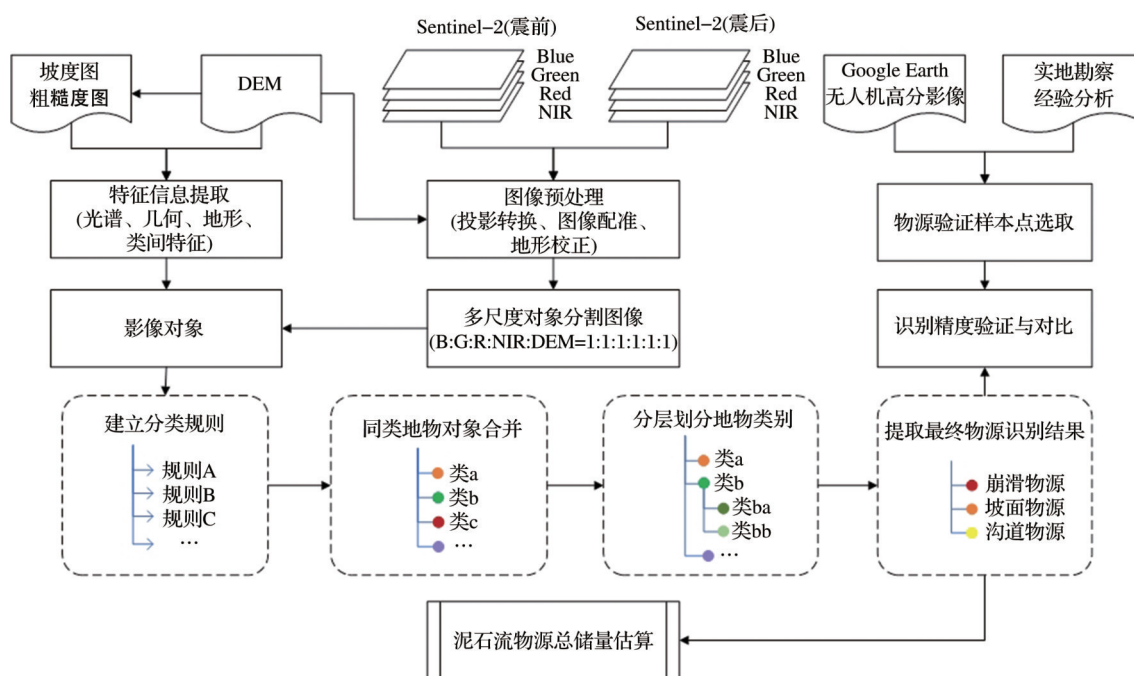 Sentinel-2(震前)
Sentinel-2(震后)
Blue
Green
Red
NIR
Blue
Green
Red
NIR
坡度图
粗糙度图
DEM
Google Earth
无人机高分影像
实地勘察
经验分析
特征信息提取
(光谱、几何、地形、
类间特征)
图像预处理
(投影转换、图像配准、
地形校正)
物源验证样本点选取
影像对象
多尺度对象分割图像
(B:G:R:NIR:DEM=1:1:1:1:1:1)
识别精度验证与对比
建立分类规则
规则A
规则B
规则C
…
同类地物对象合并
类a
类b
类c
…
分层划分地物类别
类a
类b
类ba
类bb
…
提取最终物源识别结果
崩滑物源
坡面物源
沟道物源
泥石流物源总储量估算